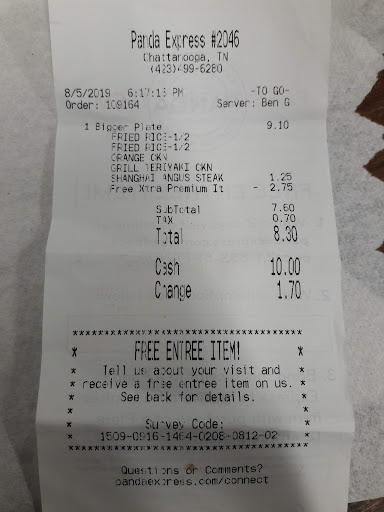 Panda Express #2046
Chattanooga, TN
(423)499-6280
8/5/2019 6:17:13 PM -TO GO-
Order: 109164 Server: Ben G
1 Bigger Plate 9.10
FRIED RICE-1/2
FRIED RICE-1/2
ORANGE CKN
GRILL TERIYAKI CKN
SHANGHAI ANGUS STEAK 1.25
Free Xtra Premium It - 2.75
SubTotal 7.60
TAX 0.70
Total 8.30
Cash 10.00
Change 1.70
************************************
* FREE ENTREE ITEM! *
* Tell us about your visit and *
* receive a free entree item on us. *
* See back for details. *
* *
* Survey Code: *
* 1509-0916-1464-0208-0812-02 *
************************************
Questions or Comments?
pandaexpress.com/connect